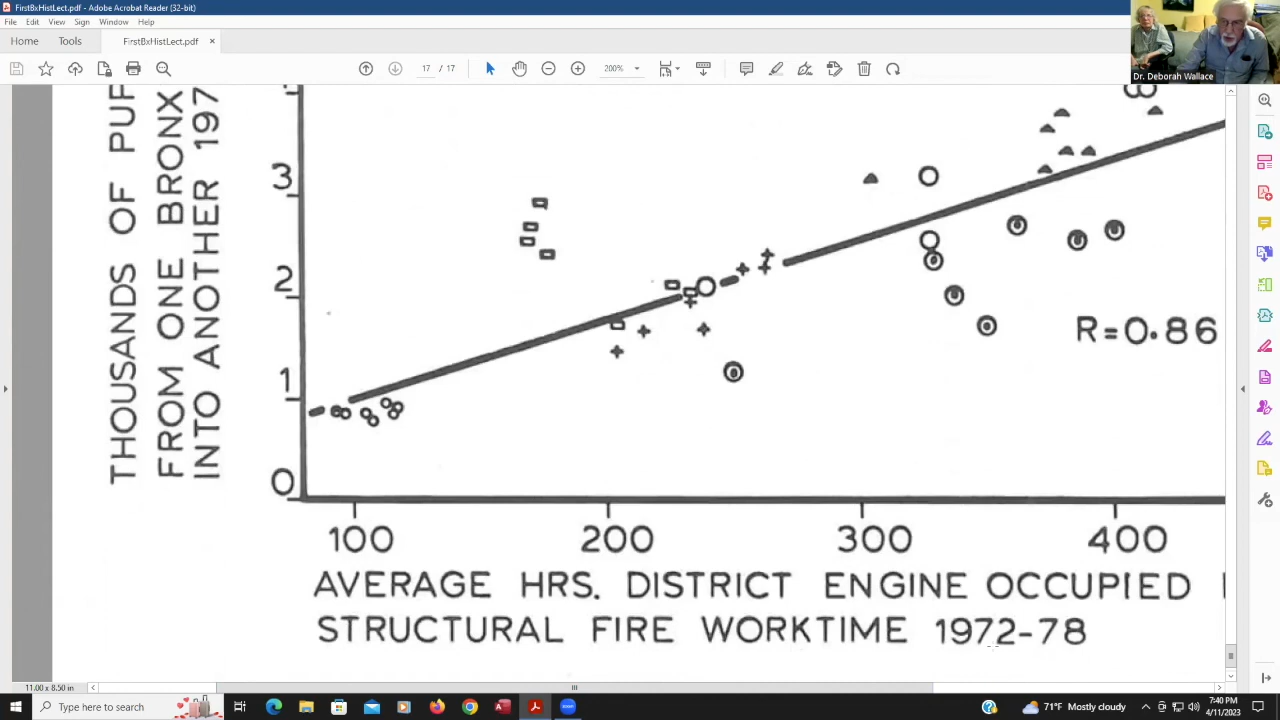 FirstBxHistLect.pdf - Adobe Acrobat Reader (32-bit)
File Edit View Sign Window Help
Home Tools FirstBxHistLect.pdf ×
17 / 17 200%
Dr. Deborah Wallace
THOUSANDS OF PUP
FROM ONE BRONX
INTO ANOTHER 197
3
2
1
0
R=0.86
100 200 300 400
AVERAGE HRS. DISTRICT ENGINE OCCUPIED
STRUCTURAL FIRE WORKTIME 1972-78
11.00 x 8.50 in
Type here to search
71°F Mostly cloudy
7:40 PM
4/11/2023